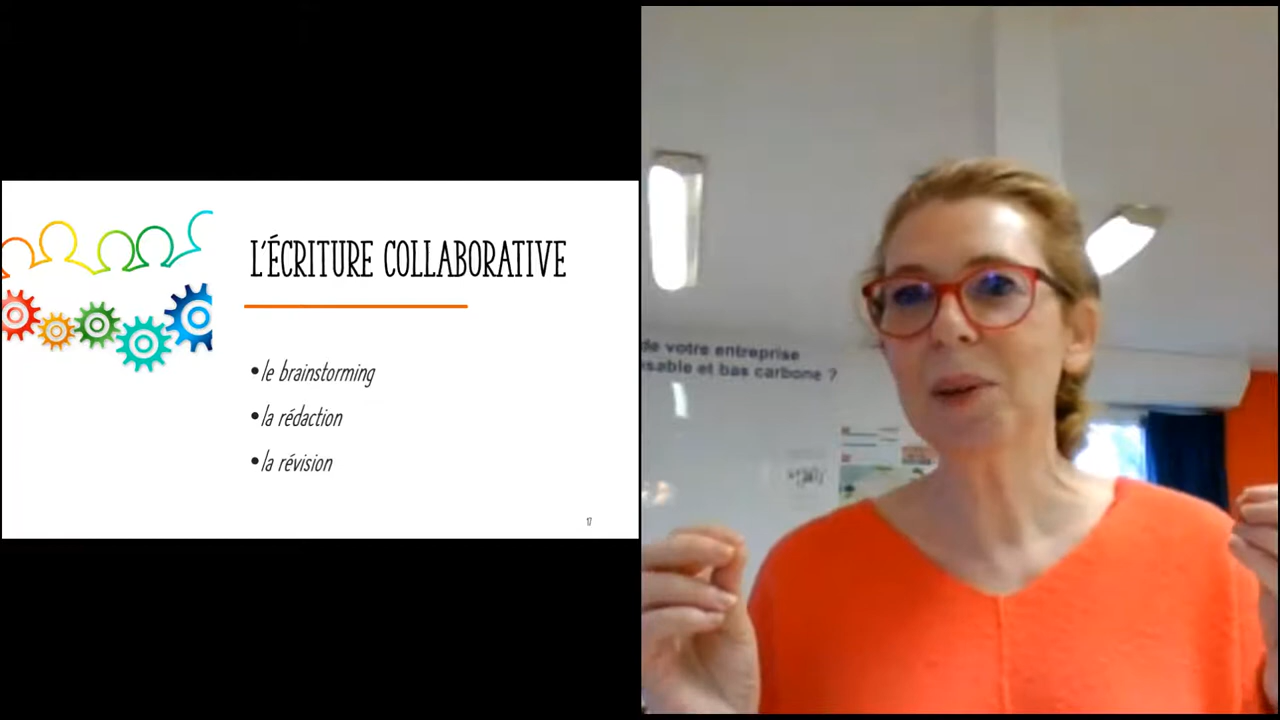 L'ÉCRITURE COLLABORATIVE
•le brainstorming
•la rédaction
•la révision
17
de votre entreprise
sable et bas carbone ?